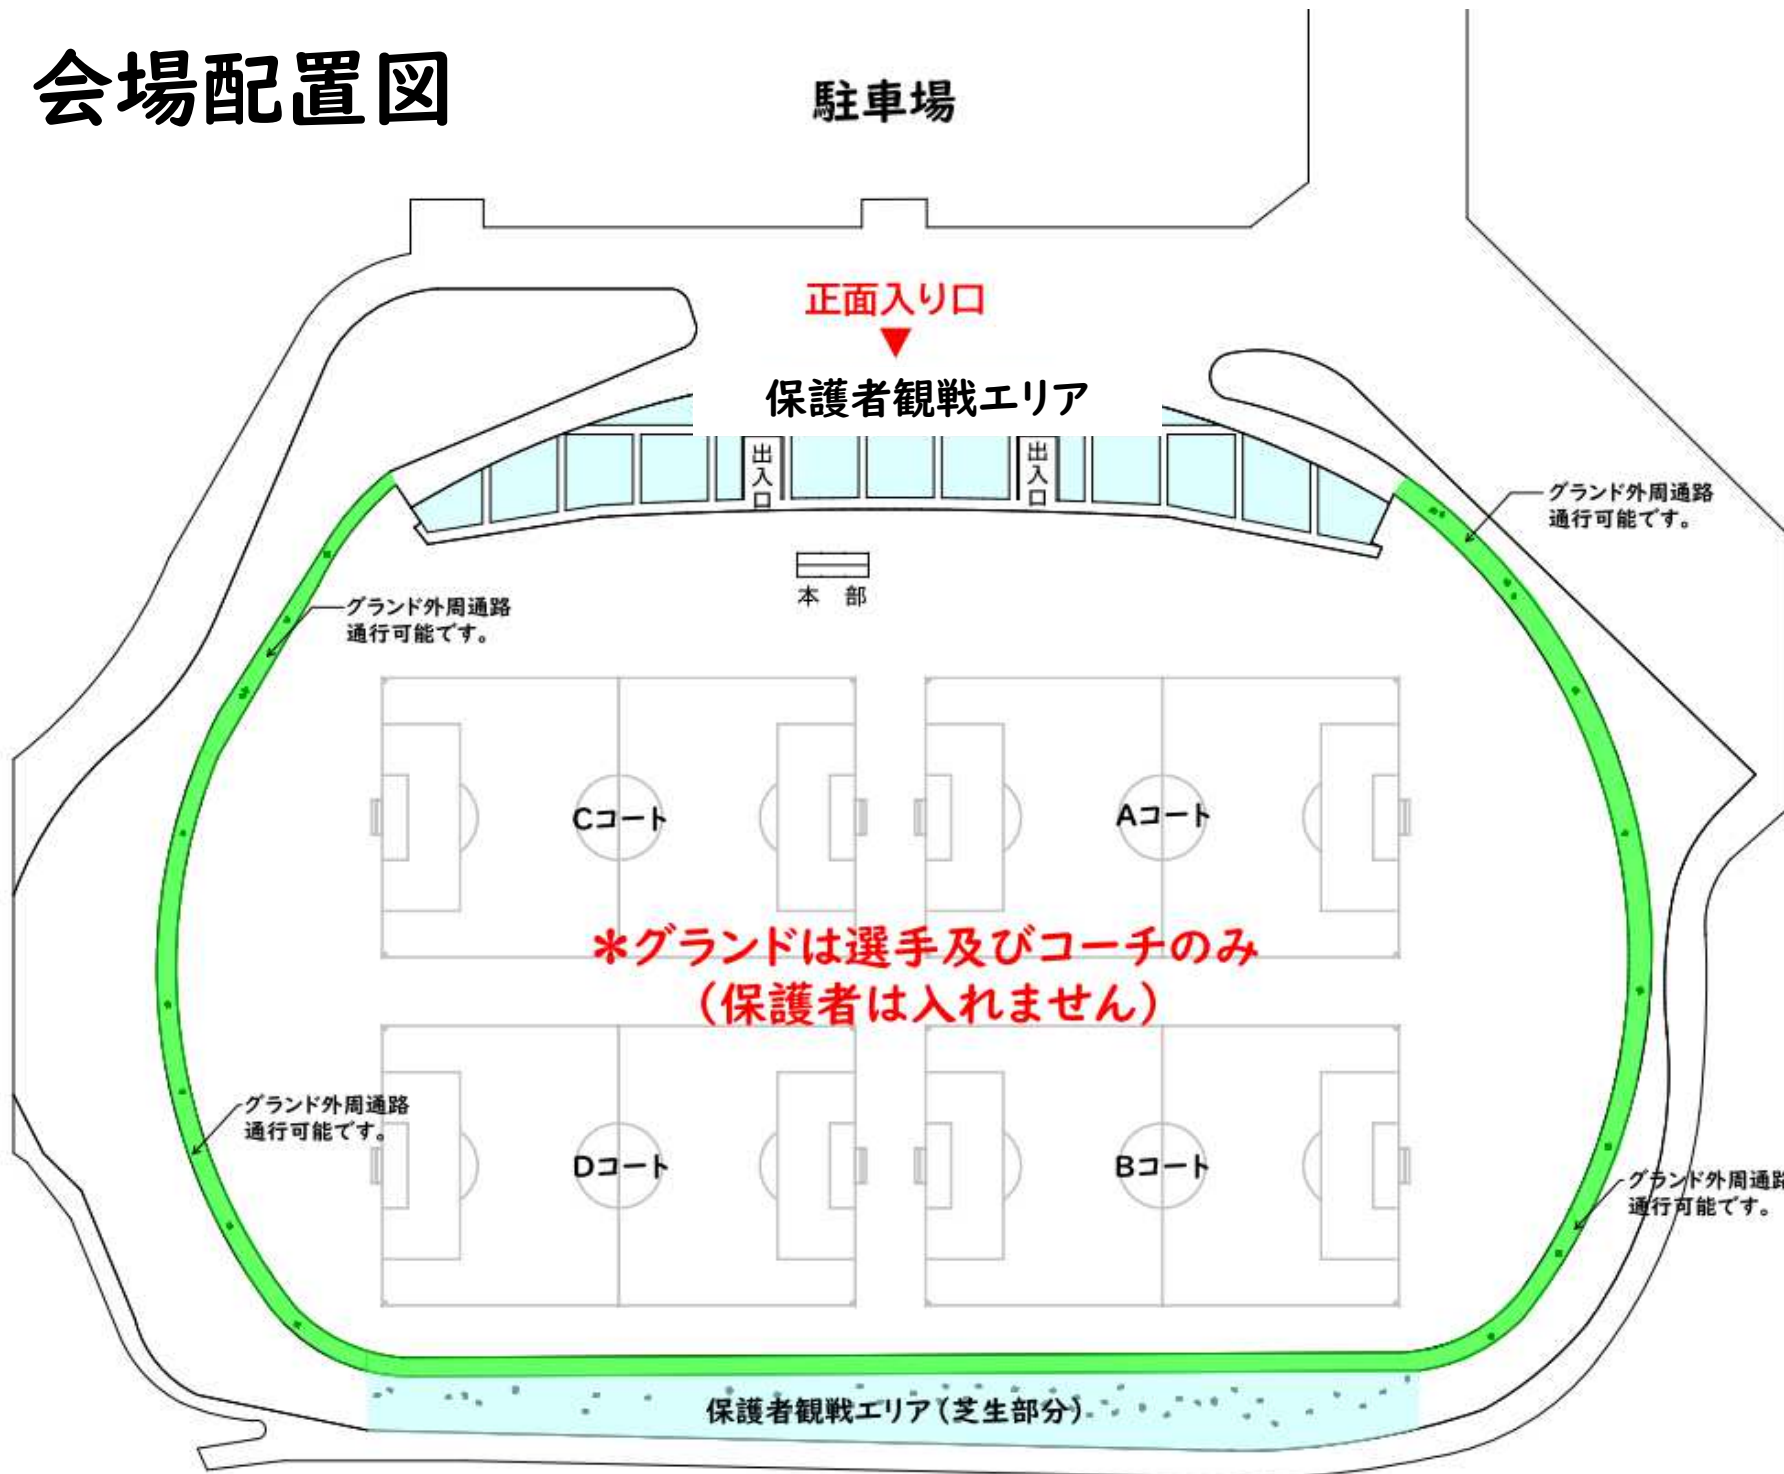 会場配置図
駐車場
正面入り口
保護者観戦エリア
出入口
出入口
グランド外周通路
通行可能です。
本 部
グランド外周通路
通行可能です。
Cコート
Aコート
*グランドは選手及びコーチのみ
(保護者は入れません)
グランド外周通路
通行可能です。
Dコート
Bコート
グランド外周通路
通行可能です。
保護者観戦エリア(芝生部分)